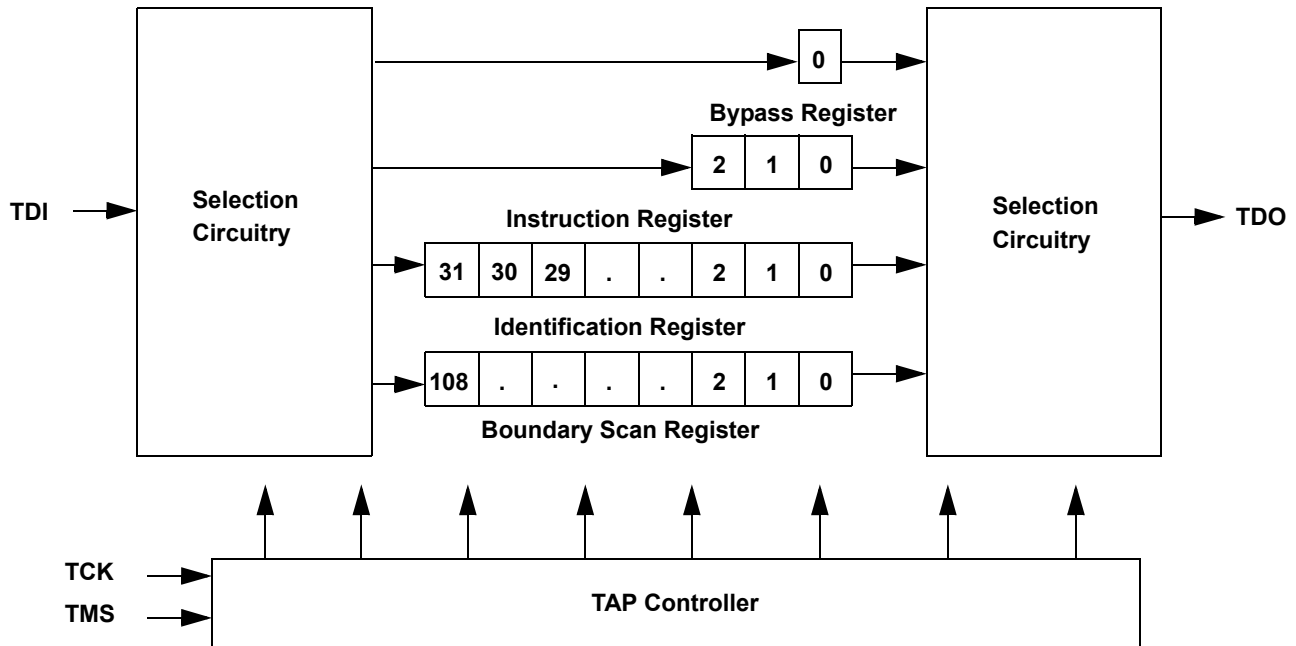 0
Bypass Register
2 1 0
TDI
Selection
Circuitry
Selection
Circuitry
TDO
Instruction Register
31 30 29 . . 2 1 0
Identification Register
108 . . . . 2 1 0
Boundary Scan Register
TCK
TMS
TAP Controller